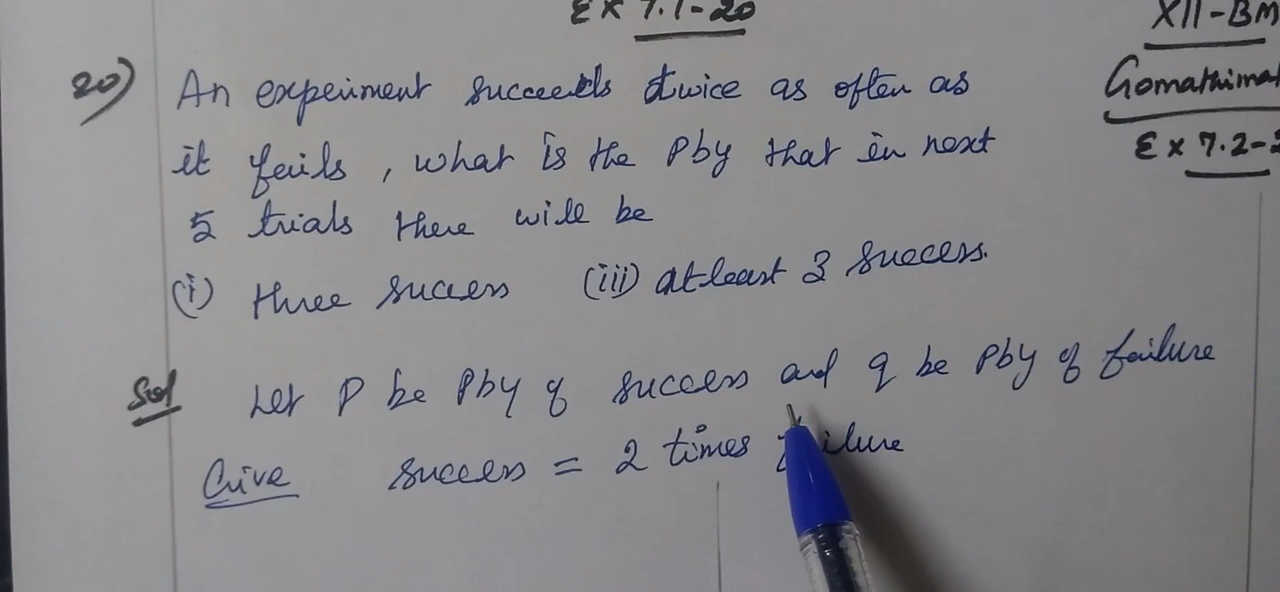 Ex 7.1-20
XII-BM
Gomathima
Ex 7.2-
20) An experiment succeeds twice as often as
it fails, what is the Pby that in next
5 trials there will be
(i) three success (iii) atleast 3 success.
Sol Let P be Pby of success and q be Pby of failure
Give success = 2 times failure